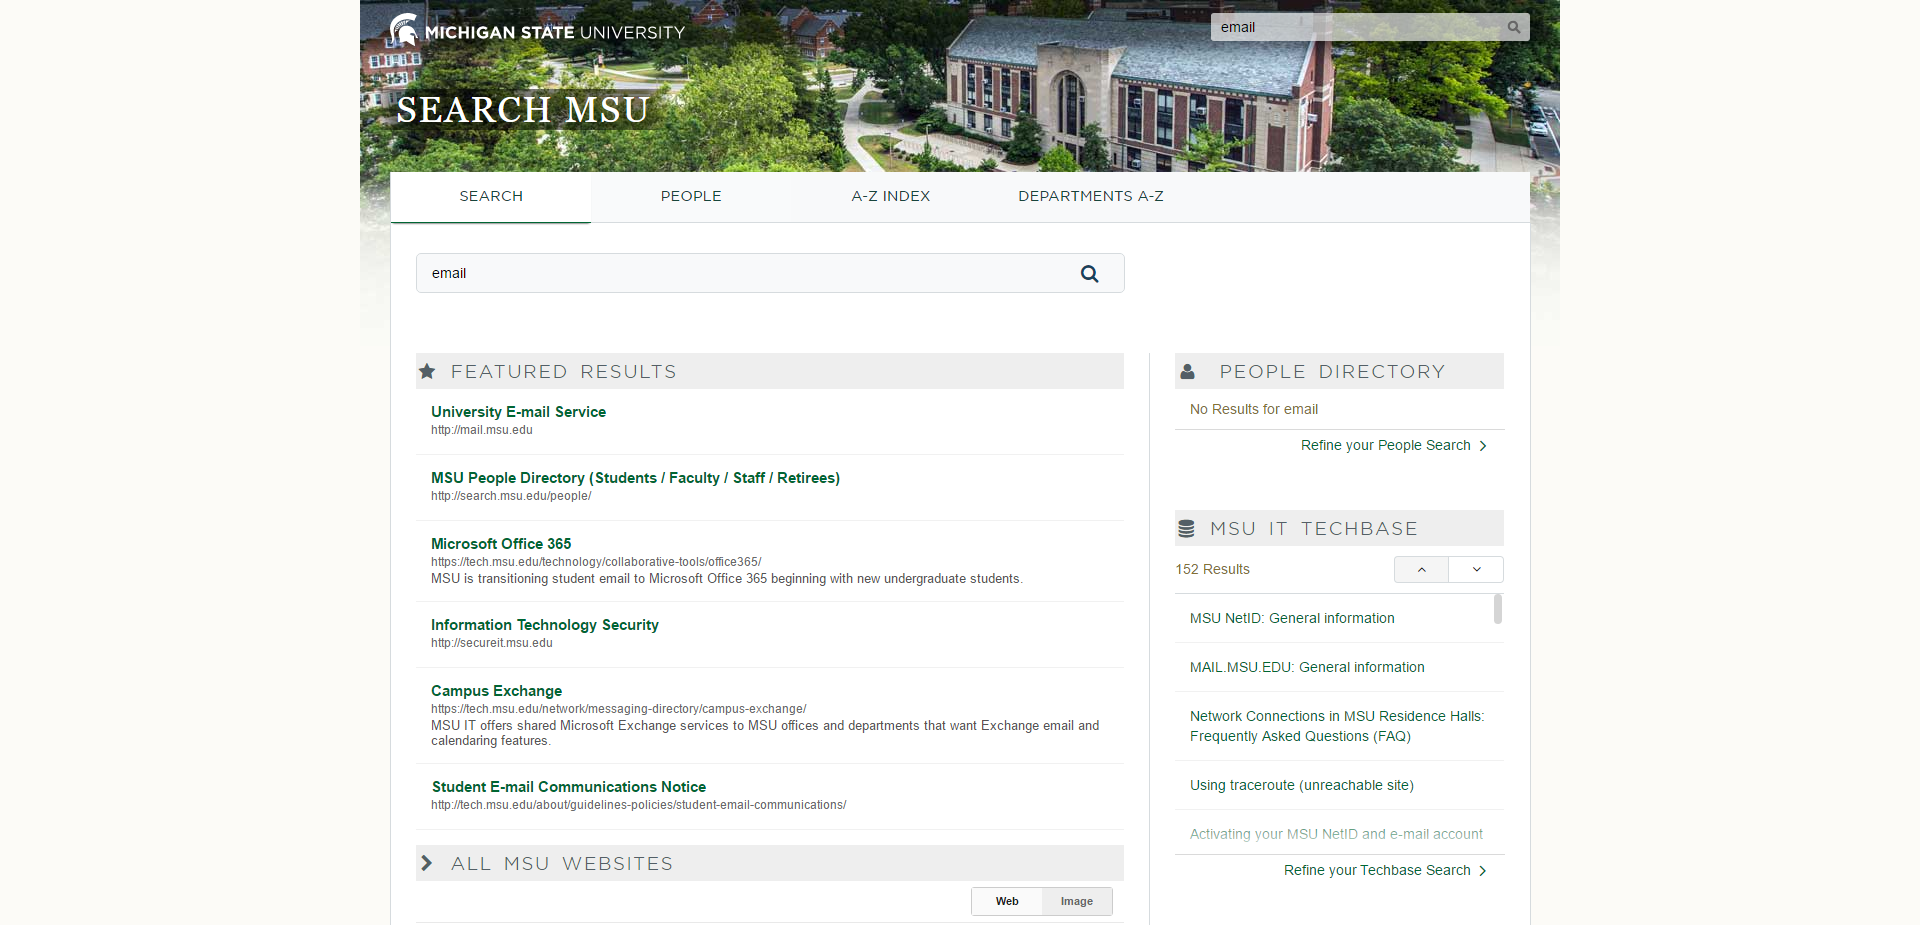 MICHIGAN STATE UNIVERSITY
email
SEARCH MSU
SEARCH
PEOPLE
A-Z INDEX
DEPARTMENTS A-Z
email
FEATURED RESULTS
University E-mail Service
http://mail.msu.edu
MSU People Directory (Students / Faculty / Staff / Retirees)
http://search.msu.edu/people/
Microsoft Office 365
https://tech.msu.edu/technology/collaborative-tools/office365/
MSU is transitioning student email to Microsoft Office 365 beginning with new undergraduate students.
Information Technology Security
http://secureit.msu.edu
Campus Exchange
https://tech.msu.edu/network/messaging-directory/campus-exchange/
MSU IT offers shared Microsoft Exchange services to MSU offices and departments that want Exchange email and
calendaring features.
Student E-mail Communications Notice
http://tech.msu.edu/about/guidelines-policies/student-email-communications/
ALL MSU WEBSITES
Web
Image
PEOPLE DIRECTORY
No Results for email
Refine your People Search
MSU IT TECHBASE
152 Results
MSU NetID: General information
MAIL.MSU.EDU: General information
Network Connections in MSU Residence Halls:
Frequently Asked Questions (FAQ)
Using traceroute (unreachable site)
Activating your MSU NetID and e-mail account
Refine your Techbase Search